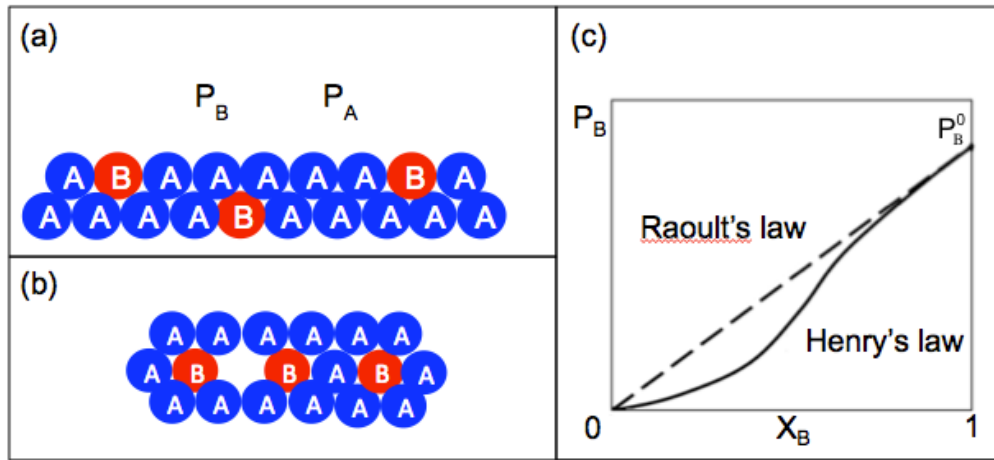 (a)
P_B P_A
A B A A A A A B A
A A A A B A A A A A
(b)
A A A A A A
A B B A B A
A A A A A A
(c)
P_B
P_B^0
Raoult's law
Henry's law
0 X_B 1